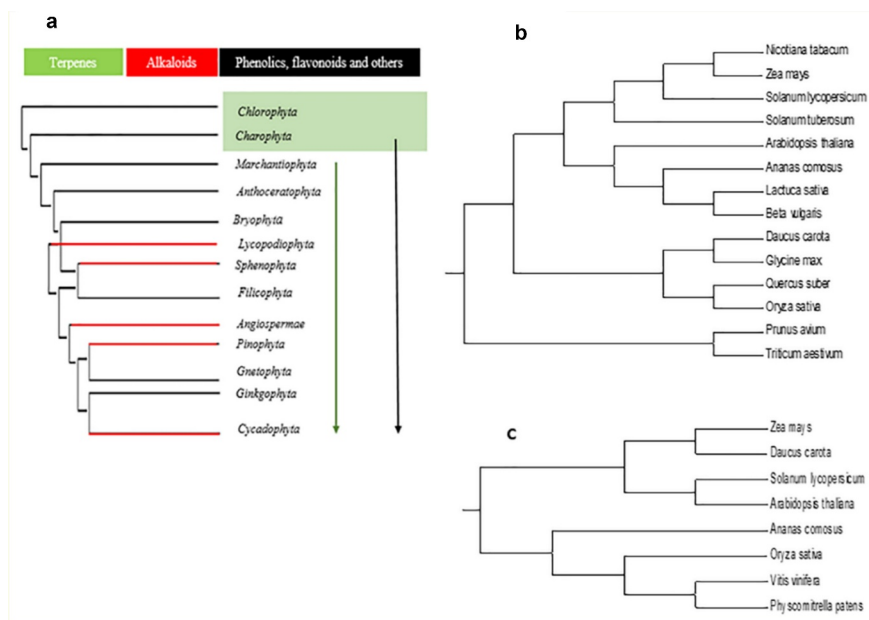 a
Terpenes
Alkaloids
Phenolics, flavonoids and others
Chlorophyta
Charophyta
Marchantiophyta
Anthoceratophyta
Bryophyta
Lycopodiophyta
Sphenophyta
Filicophyta
Angiospermae
Pinophyta
Gnetophyta
Ginkgophyta
Cycadophyta
b
Nicotiana tabacum
Zea mays
Solanum lycopersicum
Solanum tuberosum
Arabidopsis thaliana
Ananas comosus
Lactuca sativa
Beta vulgaris
Daucus carota
Glycine max
Quercus suber
Oryza sativa
Prunus avium
Triticum aestivum
c
Zea mays
Daucus carota
Solanum lycopersicum
Arabidopsis thaliana
Ananas comosus
Oryza sativa
Vitis vinifera
Physcomitrella patens